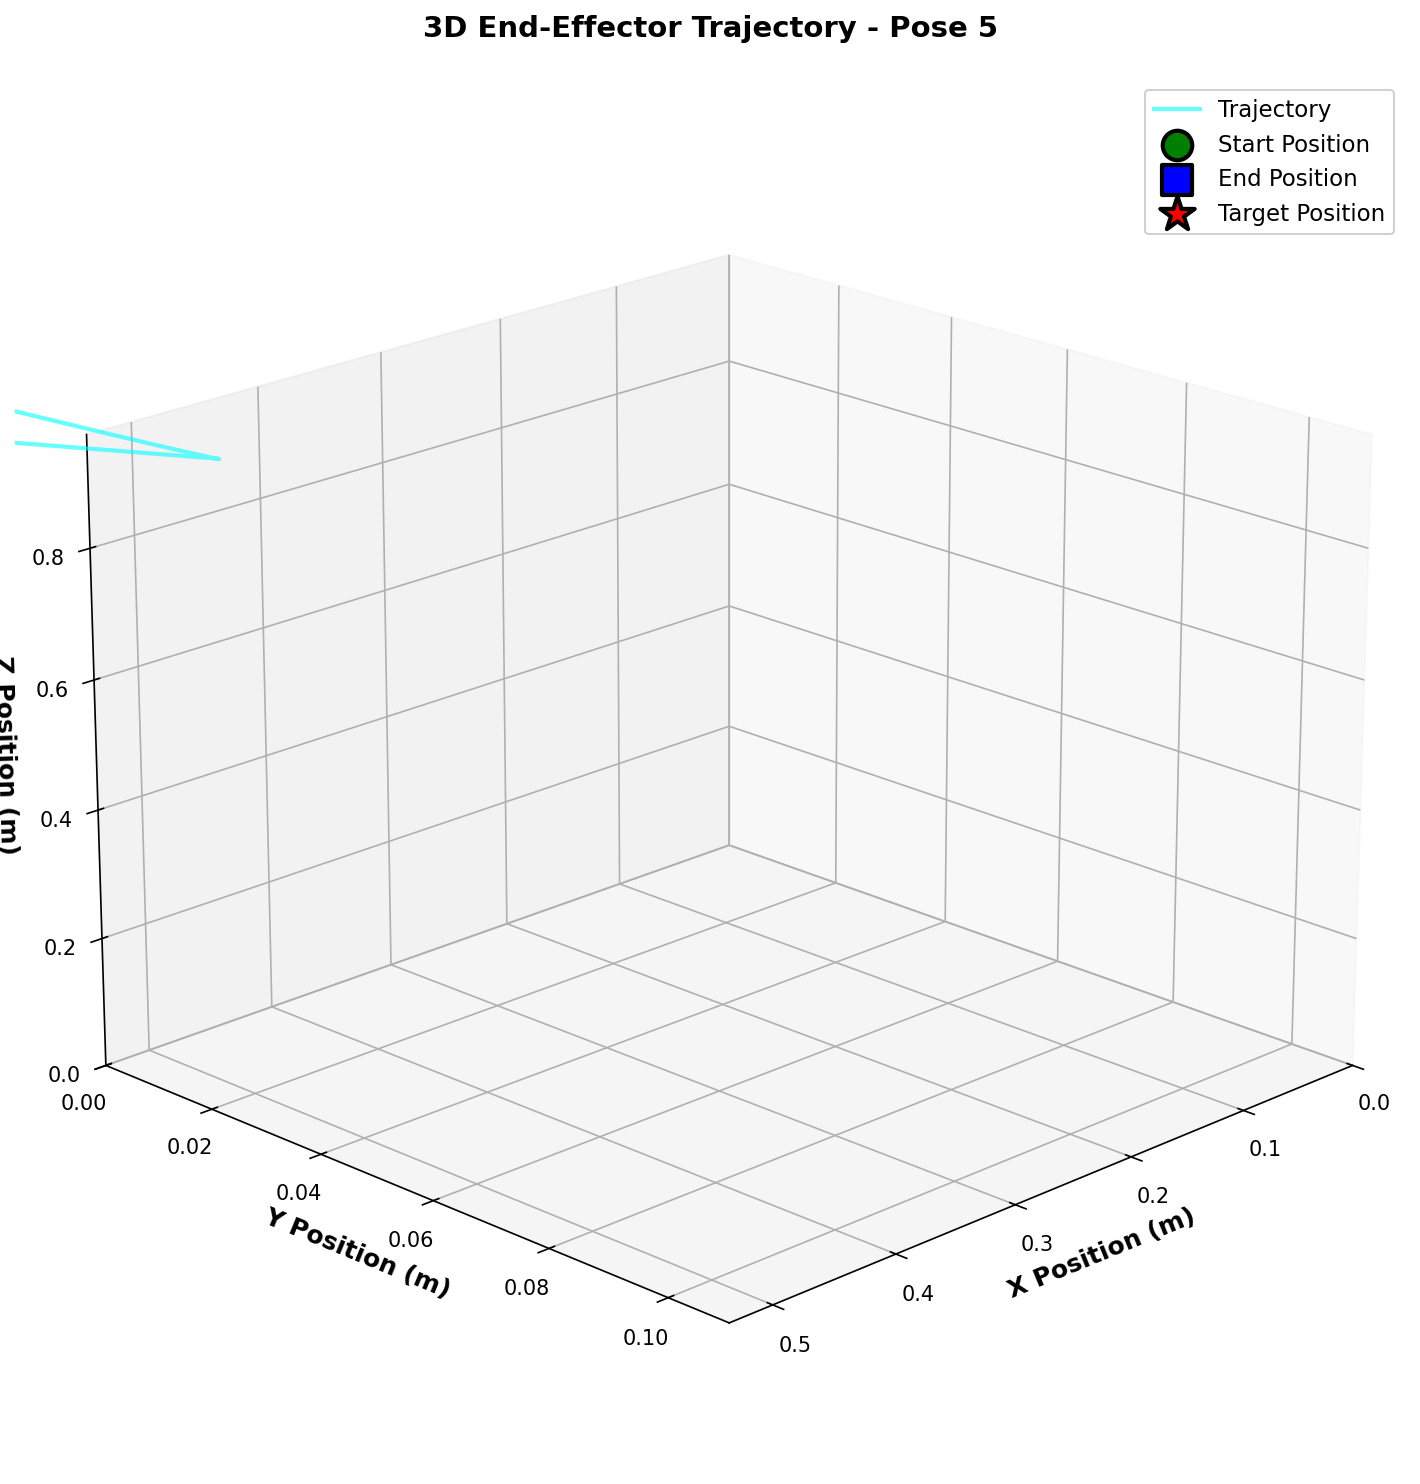 3D End-Effector Trajectory - Pose 5
Trajectory
Start Position
End Position
Target Position
0.8
0.6
0.4
0.2
0.0
Z Position (m)
0.00
0.02
0.04
0.06
0.08
0.10
Y Position (m)
0.0
0.1
0.2
0.3
0.4
0.5
X Position (m)